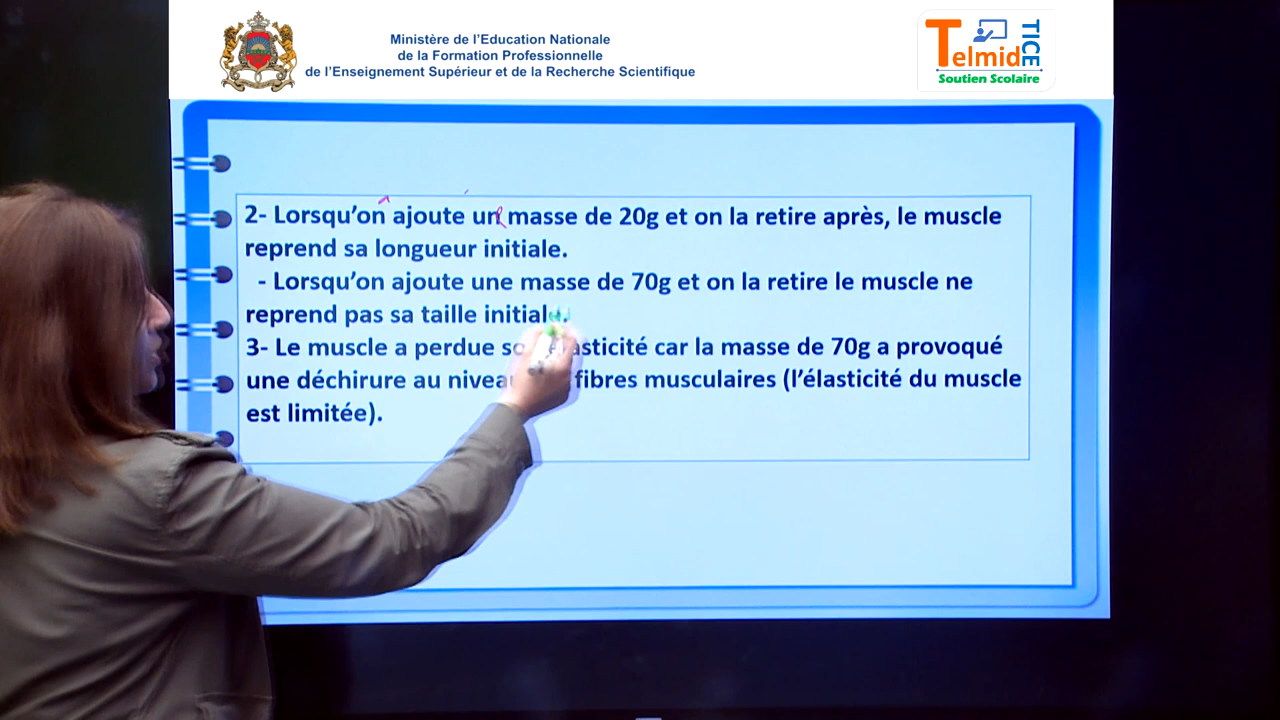 Ministère de l'Education Nationale
de la Formation Professionnelle
de l'Enseignement Supérieur et de la Recherche Scientifique
Telmid TICE
Soutien Scolaire
2- Lorsqu'on ajoute un masse de 20g et on la retire après, le muscle
reprend sa longueur initiale.
- Lorsqu'on ajoute une masse de 70g et on la retire le muscle ne
reprend pas sa taille initiale.
3- Le muscle a perdue élasticité car la masse de 70g a provoqué
une déchirure au niveau fibres musculaires (l'élasticité du muscle
est limitée).